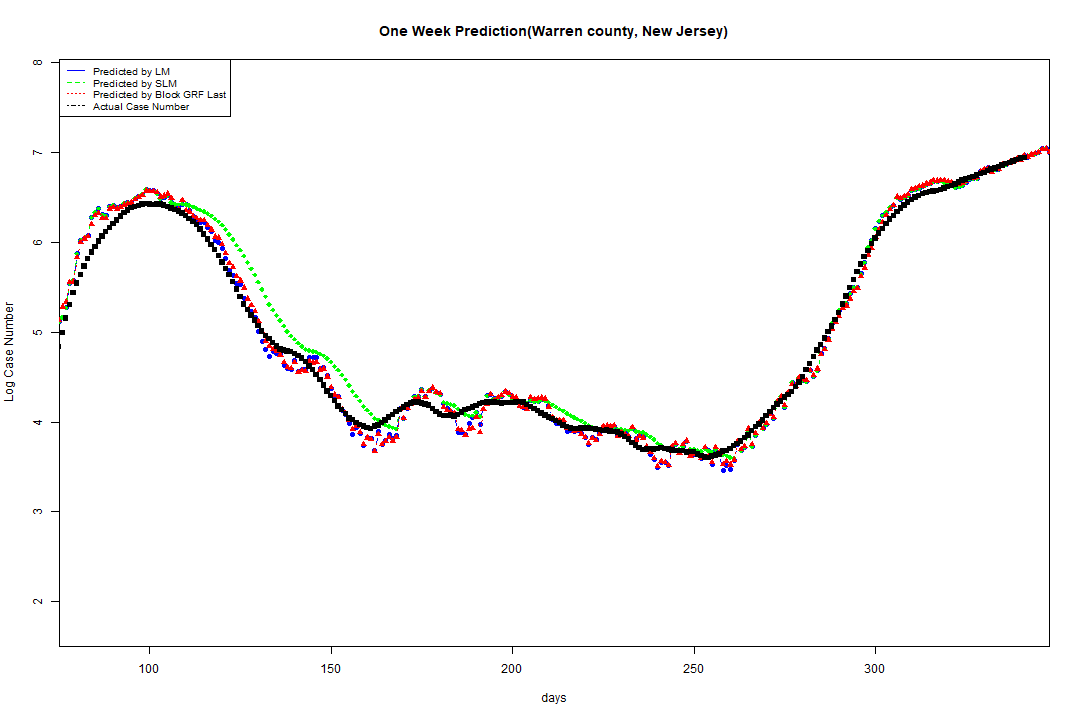 One Week Prediction(Warren county, New Jersey)
Predicted by LM
Predicted by SLM
Predicted by Block GRF Last
Actual Case Number
8
7
6
5
4
3
2
Log Case Number
100 150 200 250 300
days